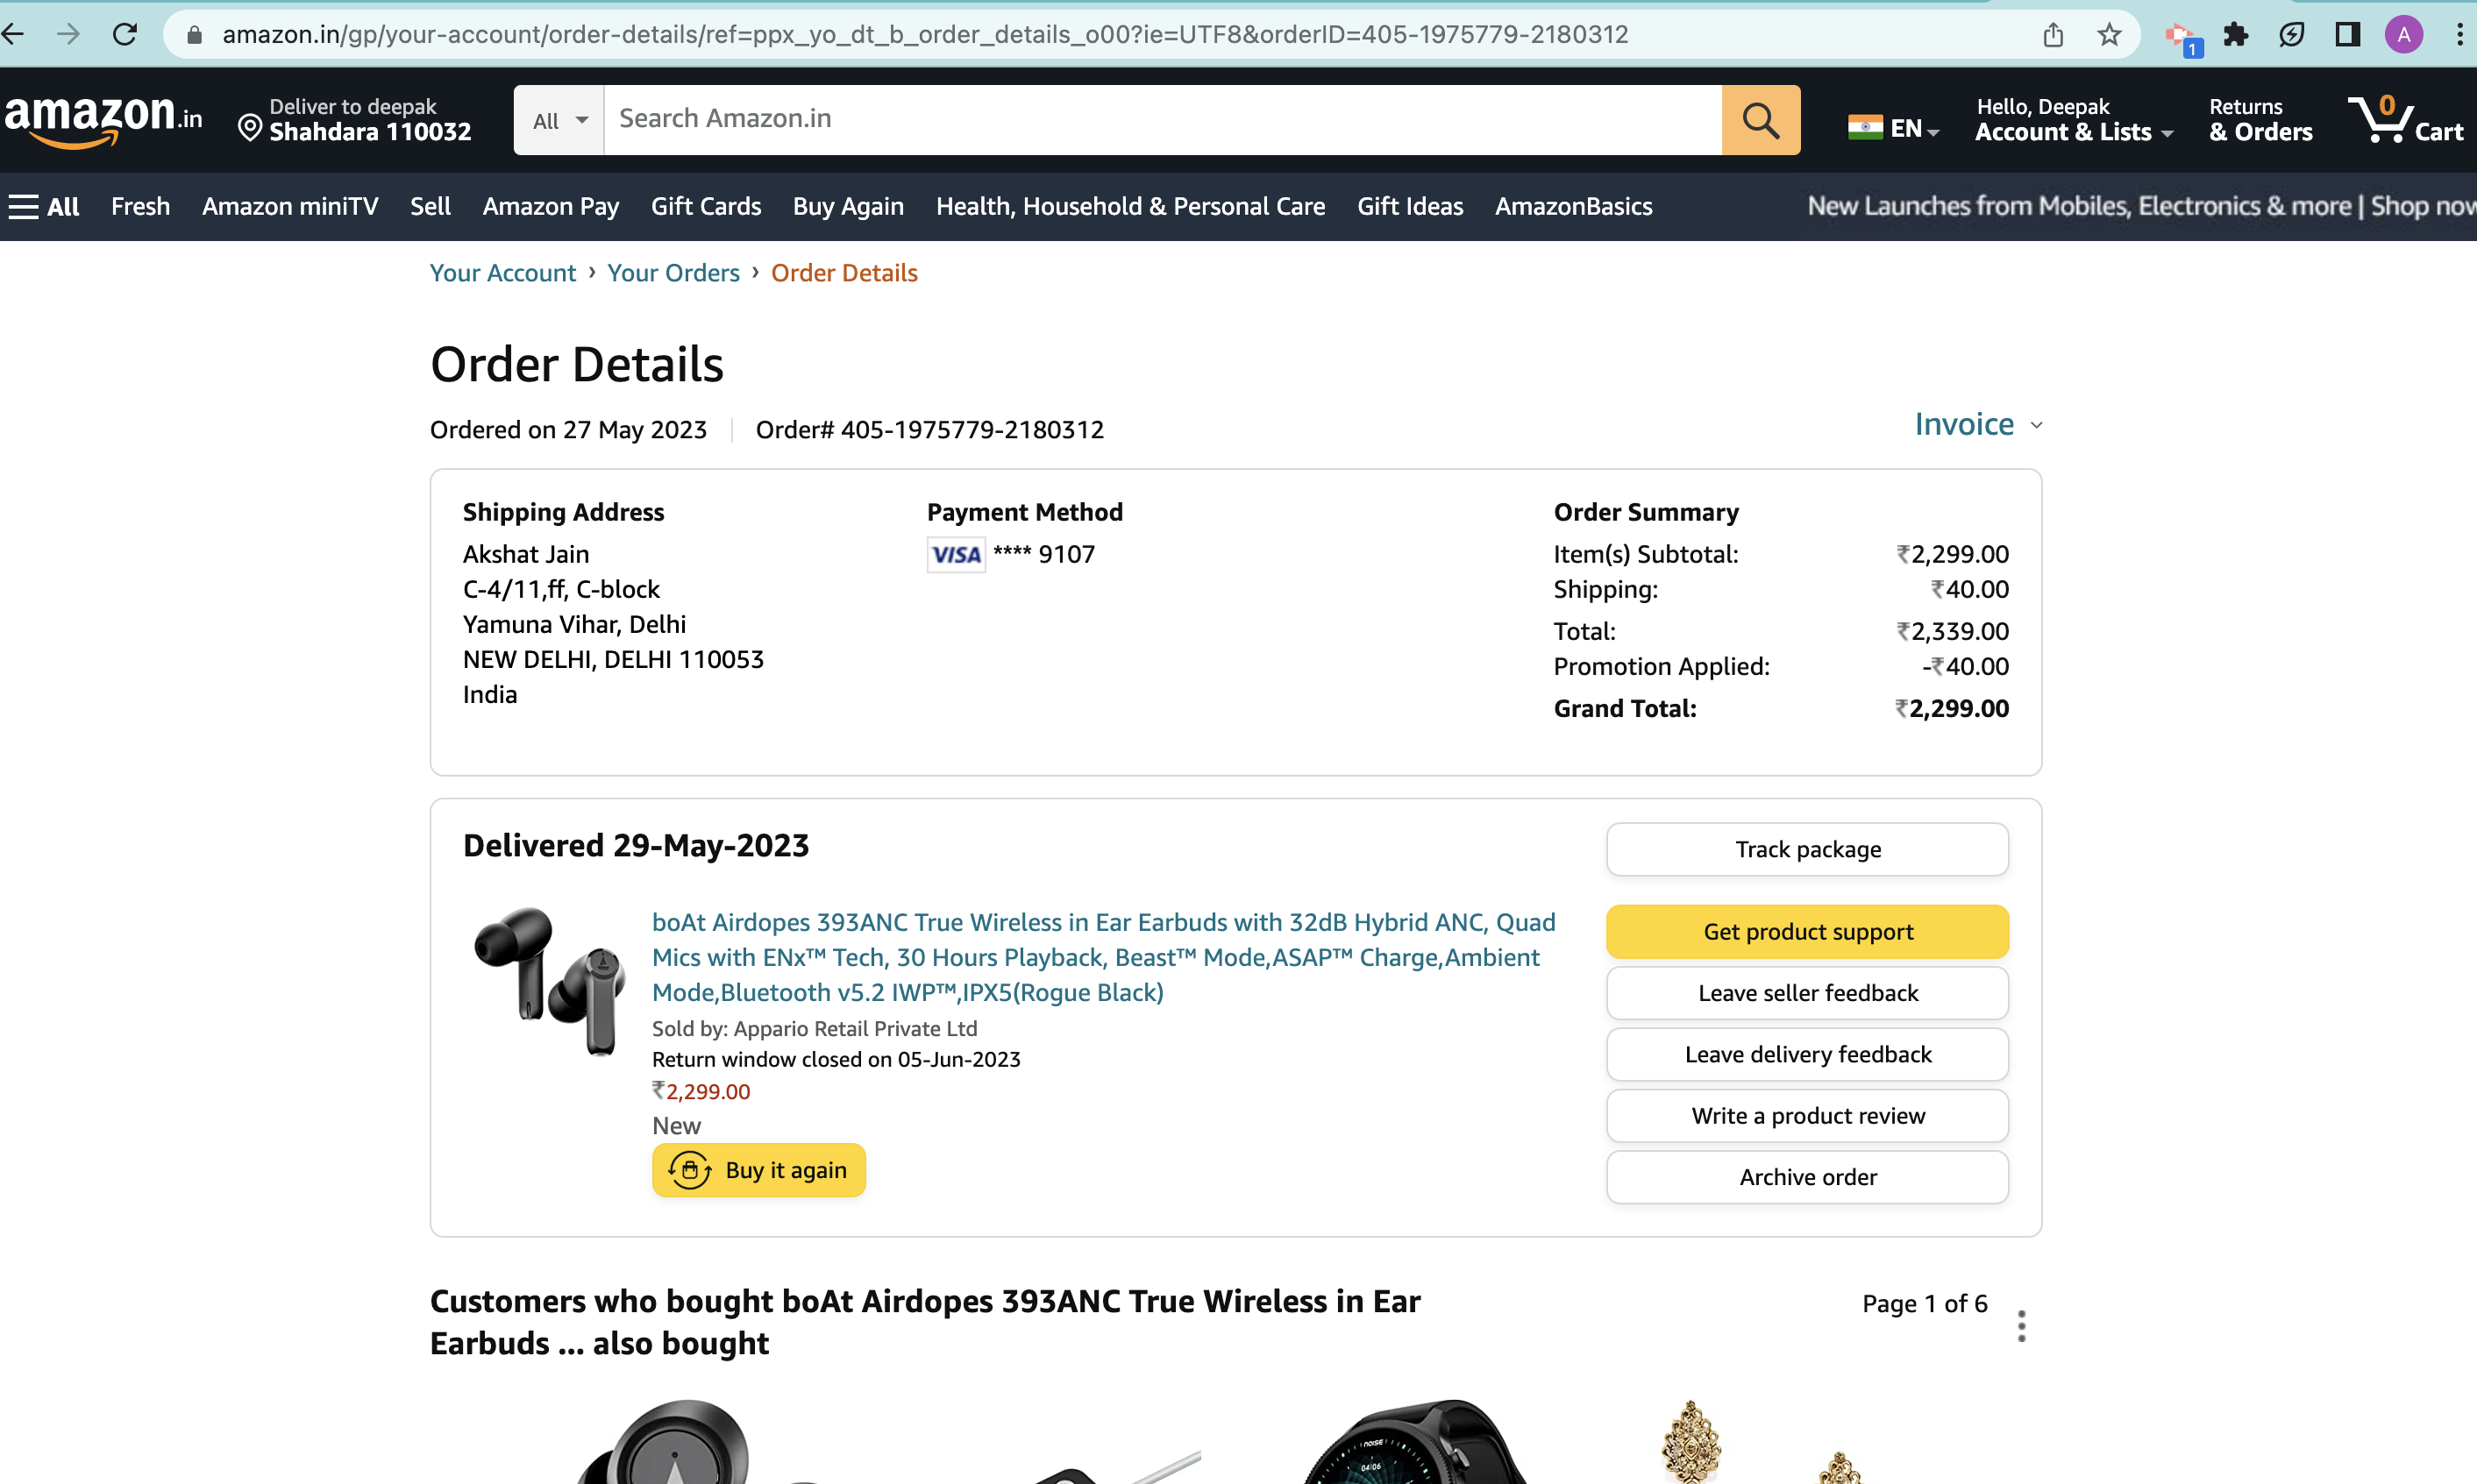 amazon.in/gp/your-account/order-details/ref=ppx_yo_dt_b_order_details_o00?ie=UTF8&orderID=405-1975779-2180312
1
A
amazon.in
Deliver to deepak
Shahdara 110032
All
Search Amazon.in
EN
Hello, Deepak
Account & Lists
Returns
& Orders
0
Cart
All
Fresh
Amazon miniTV
Sell
Amazon Pay
Gift Cards
Buy Again
Health, Household & Personal Care
Gift Ideas
AmazonBasics
New Launches from Mobiles, Electronics & more | Shop now
Your Account › Your Orders › Order Details
Order Details
Ordered on 27 May 2023
Order# 405-1975779-2180312
Invoice
Shipping Address
Akshat Jain
C-4/11,ff, C-block
Yamuna Vihar, Delhi
NEW DELHI, DELHI 110053
India
Payment Method
VISA **** 9107
Order Summary
Item(s) Subtotal: ₹2,299.00
Shipping: ₹40.00
Total: ₹2,339.00
Promotion Applied: -₹40.00
Grand Total: ₹2,299.00
Delivered 29-May-2023
boAt Airdopes 393ANC True Wireless in Ear Earbuds with 32dB Hybrid ANC, Quad
Mics with ENx™ Tech, 30 Hours Playback, Beast™ Mode,ASAP™ Charge,Ambient
Mode,Bluetooth v5.2 IWP™,IPX5(Rogue Black)
Sold by: Appario Retail Private Ltd
Return window closed on 05-Jun-2023
₹2,299.00
New
Buy it again
Track package
Get product support
Leave seller feedback
Leave delivery feedback
Write a product review
Archive order
Customers who bought boAt Airdopes 393ANC True Wireless in Ear
Earbuds ... also bought
Page 1 of 6
NOISE
04|06